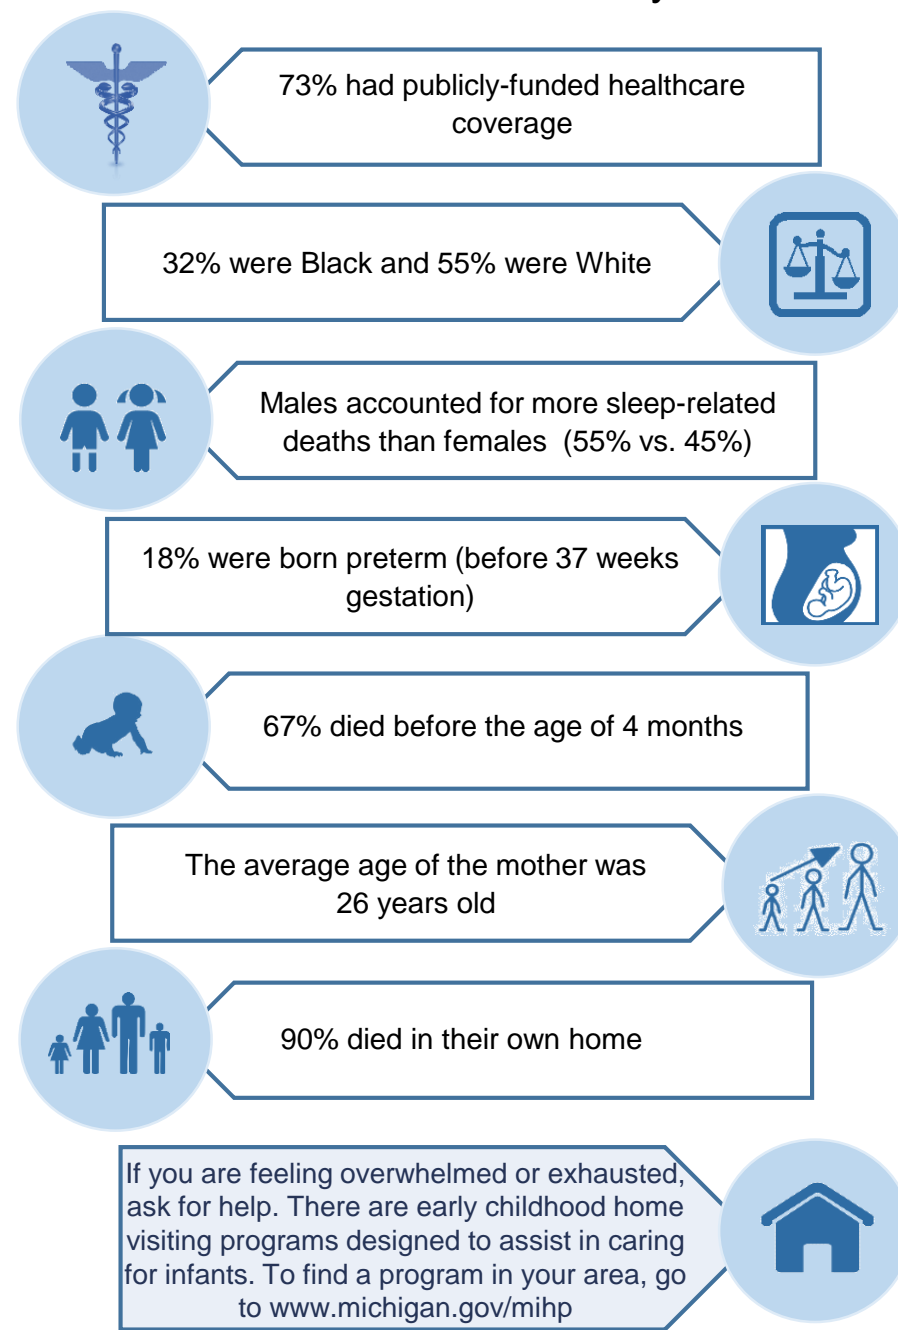 73% had publicly-funded healthcare
coverage
32% were Black and 55% were White
Males accounted for more sleep-related
deaths than females  (55% vs. 45%)
18% were born preterm (before 37 weeks
gestation)
67% died before the age of 4 months
The average age of the mother was
26 years old
90% died in their own home
If you are feeling overwhelmed or exhausted,
ask for help. There are early childhood home
visiting programs designed to assist in caring
for infants. To find a program in your area, go
to www.michigan.gov/mihp